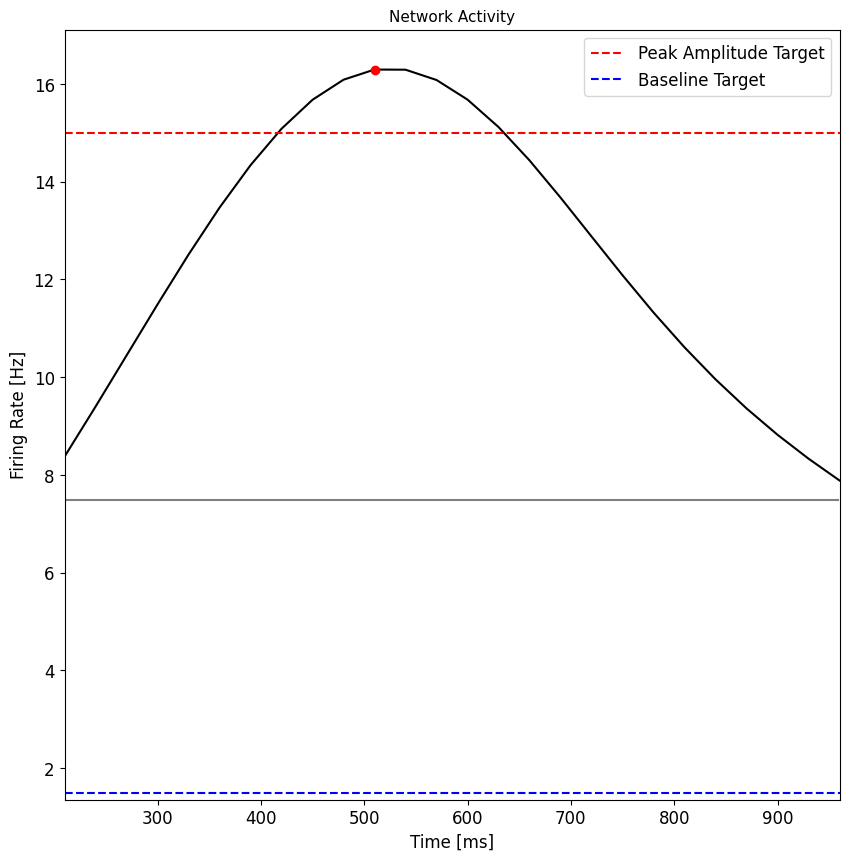 Network Activity
Peak Amplitude Target
Baseline Target
16
14
12
10
8
6
4
2
Firing Rate [Hz]
300 400 500 600 700 800 900
Time [ms]